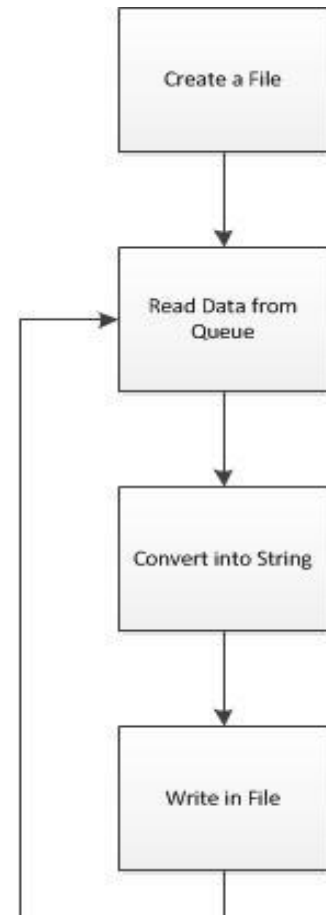 Create a File
Read Data from
Queue
Convert into String
Write in File